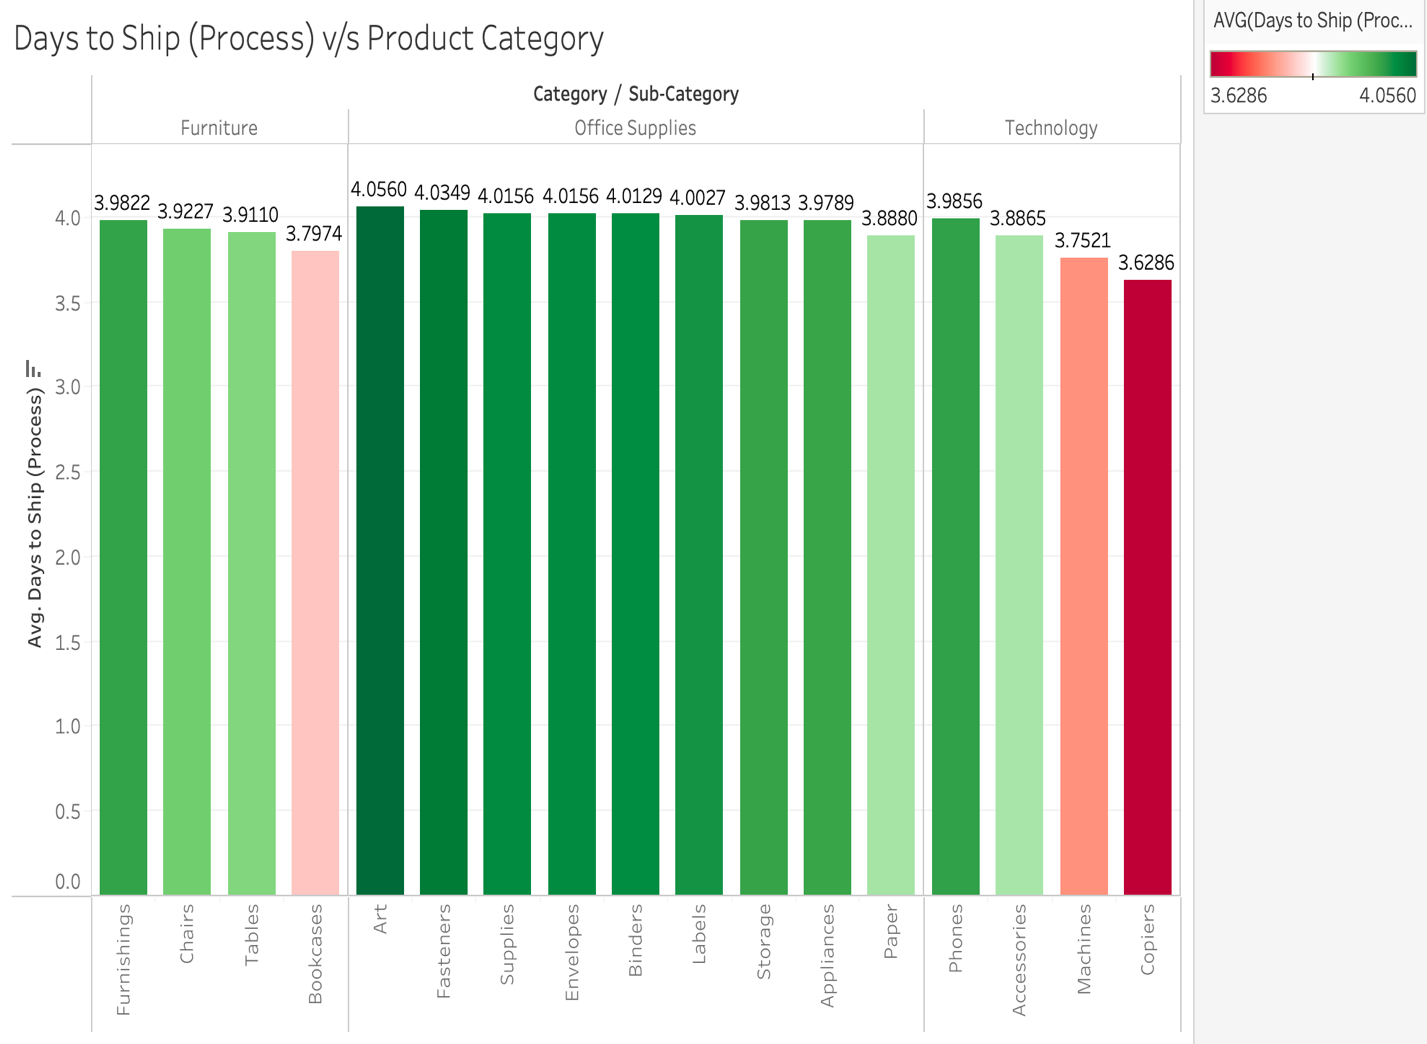 Days to Ship (Process) v/s Product Category
AVG(Days to Ship (Proc...
3.6286 4.0560
Category / Sub-Category
Furniture Office Supplies Technology
Avg. Days to Ship (Process)
4.0
3.5
3.0
2.5
2.0
1.5
1.0
0.5
0.0
3.9822 3.9227 3.9110 3.7974 4.0560 4.0349 4.0156 4.0156 4.0129 4.0027 3.9813 3.9789 3.8880 3.9856 3.8865 3.7521 3.6286
Furnishings
Chairs
Tables
Bookcases
Art
Fasteners
Supplies
Envelopes
Binders
Labels
Storage
Appliances
Paper
Phones
Accessories
Machines
Copiers